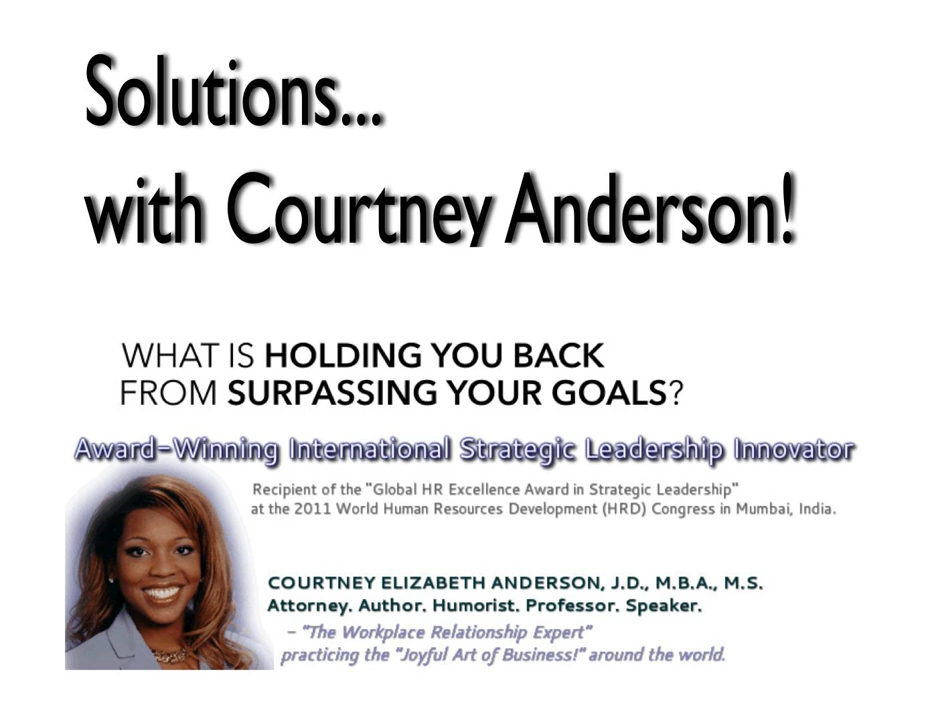 Solutions...
with Courtney Anderson!
WHAT IS HOLDING YOU BACK
FROM SURPASSING YOUR GOALS?
Award-Winning International Strategic Leadership Innovator
Recipient of the "Global HR Excellence Award in Strategic Leadership"
at the 2011 World Human Resources Development (HRD) Congress in Mumbai, India.
COURTNEY ELIZABETH ANDERSON, J.D., M.B.A., M.S.
Attorney. Author. Humorist. Professor. Speaker.
- "The Workplace Relationship Expert"
practicing the "Joyful Art of Business!" around the world.